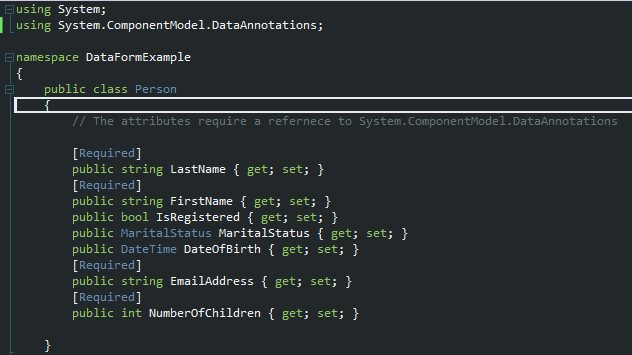 using System;
using System.ComponentModel.DataAnnotations;
namespace DataFormExample
{
public class Person
{
// The attributes require a refernece to System.ComponentModel.DataAnnotations
[Required]
public string LastName { get; set; }
[Required]
public string FirstName { get; set; }
public bool IsRegistered { get; set; }
public MaritalStatus MaritalStatus { get; set; }
public DateTime DateOfBirth { get; set; }
[Required]
public string EmailAddress { get; set; }
[Required]
public int NumberOfChildren { get; set; }
}